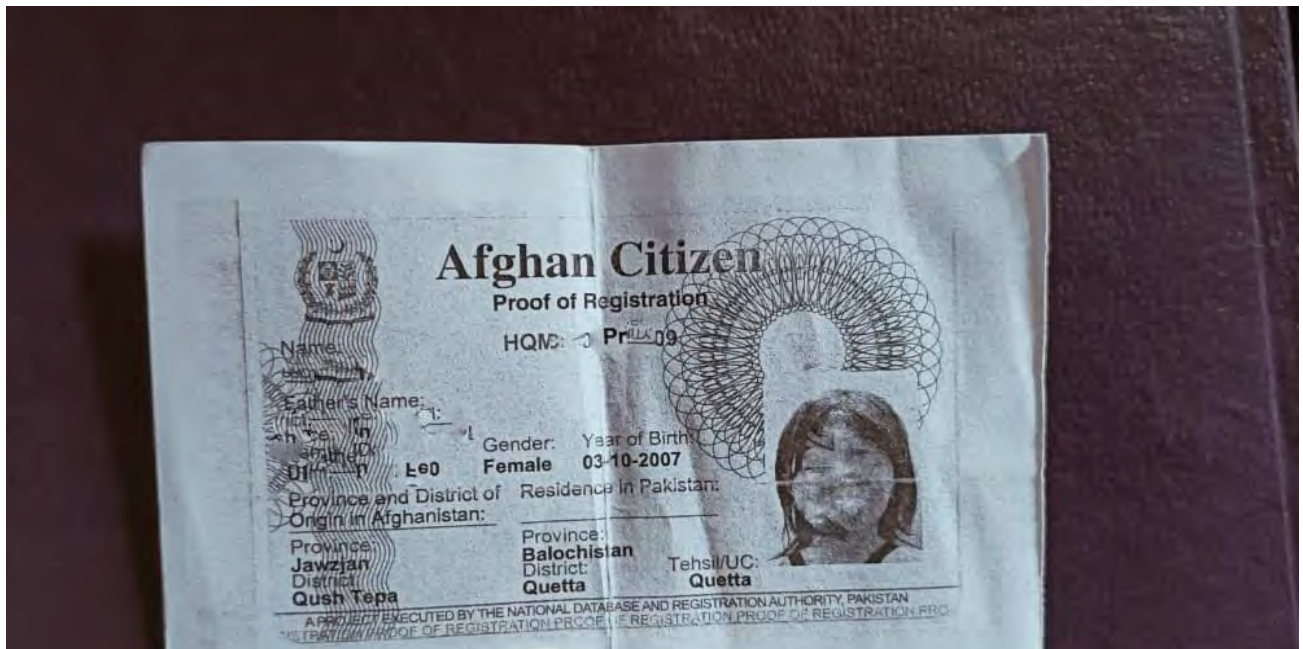 Afghan Citizen
Proof of Registration
HQM:
Name:
Father's Name:
Gender: Year of Birth:
Female 03-10-2007
Province and District of
Origin in Afghanistan:
Residence in Pakistan:
Province:
Jawzjan
District
Qush Tepa
Province:
Balochistan
District:
Quetta
Tehsil/UC:
Quetta
A PROJECT EXECUTED BY THE NATIONAL DATABASE AND REGISTRATION AUTHORITY, PAKISTAN
ISTRATION PROOF OF REGISTRATION PROOF OF REGISTRATION PROOF OF REGISTRATION PRO